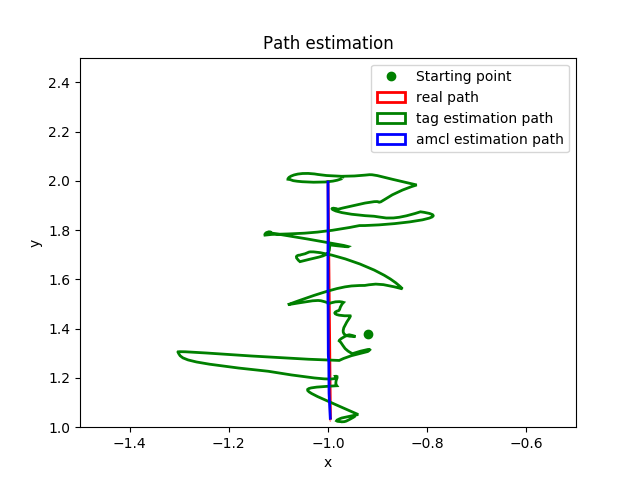 Path estimation
Starting point
real path
tag estimation path
amcl estimation path
y
2.4
2.2
2.0
1.8
1.6
1.4
1.2
1.0
−1.4
−1.2
−1.0
−0.8
−0.6
x